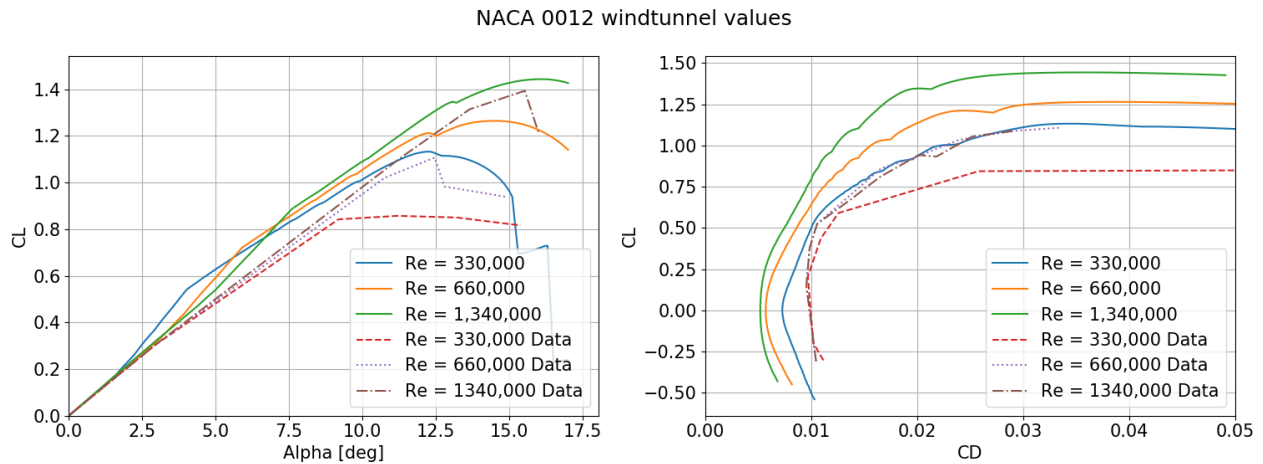 NACA 0012 windtunnel values
CL
1.4
1.2
1.0
0.8
0.6
0.4
0.2
0.0
0.0 2.5 5.0 7.5 10.0 12.5 15.0 17.5
Alpha [deg]
Re = 330,000
Re = 660,000
Re = 1,340,000
Re = 330,000 Data
Re = 660,000 Data
Re = 1340,000 Data
CL
1.50
1.25
1.00
0.75
0.50
0.25
0.00
−0.25
−0.50
0.00 0.01 0.02 0.03 0.04 0.05
CD
Re = 330,000
Re = 660,000
Re = 1,340,000
Re = 330,000 Data
Re = 660,000 Data
Re = 1340,000 Data